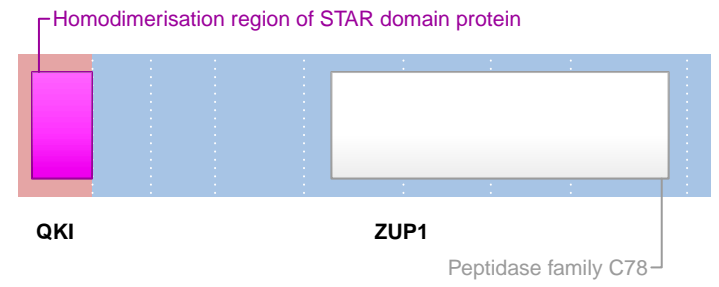 Homodimerisation region of STAR domain protein
QKI ZUP1
Peptidase family C78